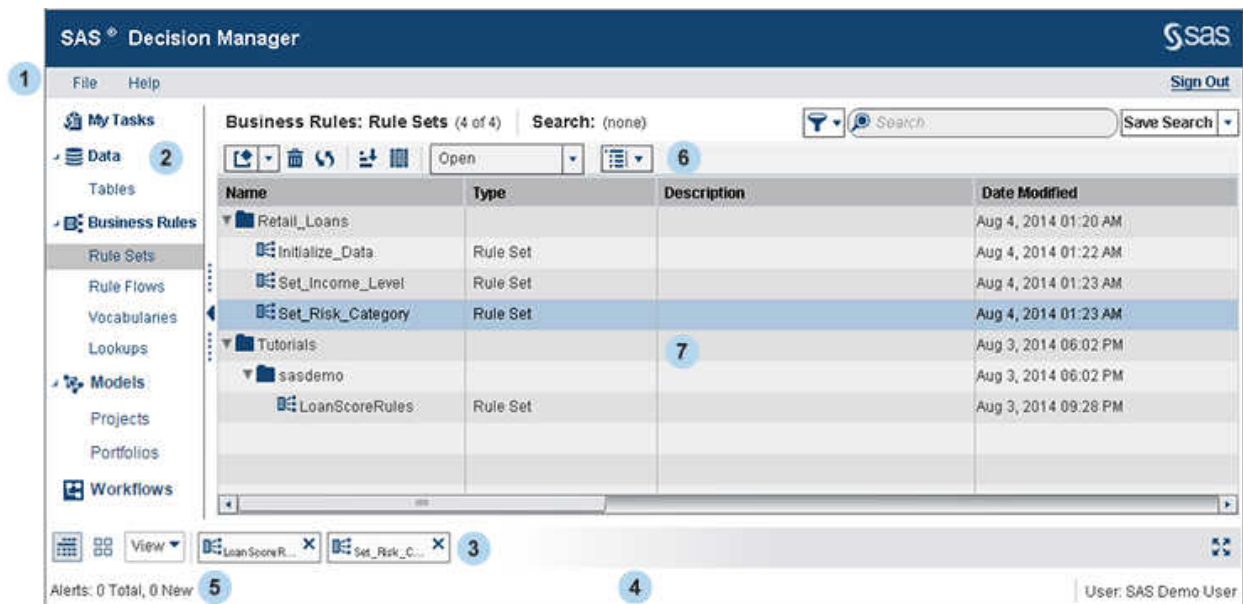 SAS ® Decision Manager
sas
1
File Help
Sign Out
My Tasks
Data 2
Tables
Business Rules
Rule Sets
Rule Flows
Vocabularies
Lookups
Models
Projects
Portfolios
Workflows
Business Rules: Rule Sets (4 of 4) Search: (none)
Search
Save Search
Open
6
Name Type Description Date Modified
Retail_Loans Aug 4, 2014 01:20 AM
Initialize_Data Rule Set Aug 4, 2014 01:22 AM
Set_Income_Level Rule Set Aug 4, 2014 01:23 AM
Set_Risk_Category Rule Set Aug 4, 2014 01:23 AM
Tutorials 7 Aug 3, 2014 06:02 PM
sasdemo Aug 3, 2014 06:02 PM
LoanScoreRules Rule Set Aug 3, 2014 09:28 PM
View LoanScoreR... Set_Risk_C... 3
Alerts: 0 Total, 0 New 5 4 User: SAS Demo User